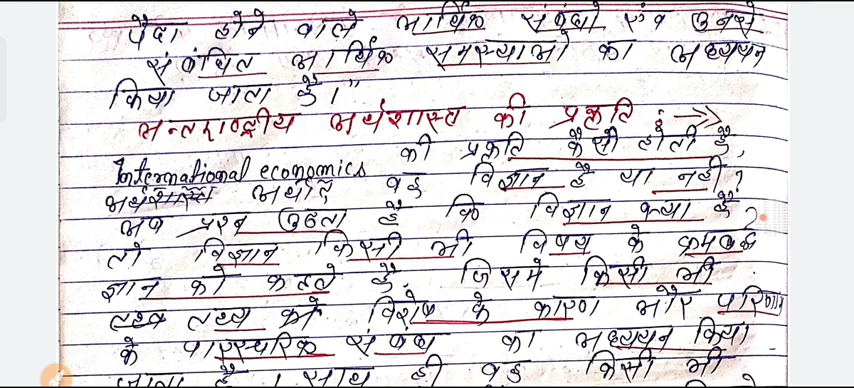 पैदा होने वाले आर्थिक संबंधो एंव उनसे
संबंधित आर्थिक समस्याओ का अध्ययन
किया जाता है।"
अन्तराष्ट्रीय अर्थशास्त्र की प्रकृति :→>>
International economics की प्रकृति कैसी होती है,
अर्थशास्त्र अर्थात वह विज्ञान है या नही?
अब प्रश्न उठता है कि विज्ञान क्या है?
तो विज्ञान किसी भी विषय के क्रमबद्ध
ज्ञान को कहते है. जिसमे किसी भी
तथ्य को विशेष के कारण और परिणाम
के पारस्परिक संबंध का अध्ययन किया
जाता है। साथ ही वह किसी भी